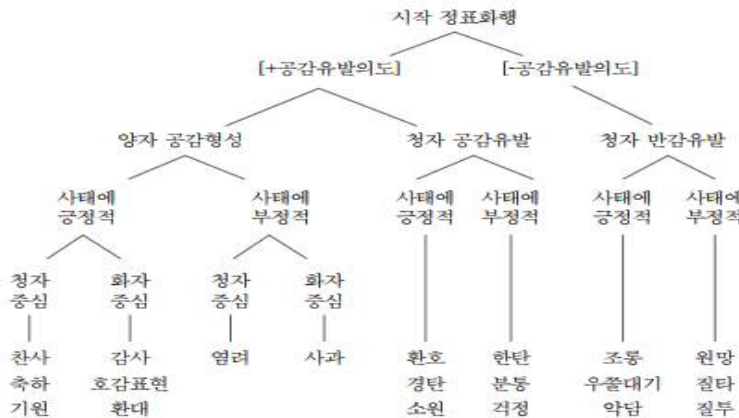 시작 정표화행
[+공감유발의도] [-공감유발의도]
양자 공감형성 청자 공감유발 청자 반감유발
사태에 사태에 사태에 사태에 사태에 사태에
긍정적 부정적 긍정적 부정적 긍정적 부정적
청자 화자 청자 화자
중심 중심 중심 중심
찬사 감사 염려 사과 환호 한탄 조롱 원망
축하 호감표현 경탄 분통 우쭐대기 질타
기원 환대 소원 걱정 악담 질투